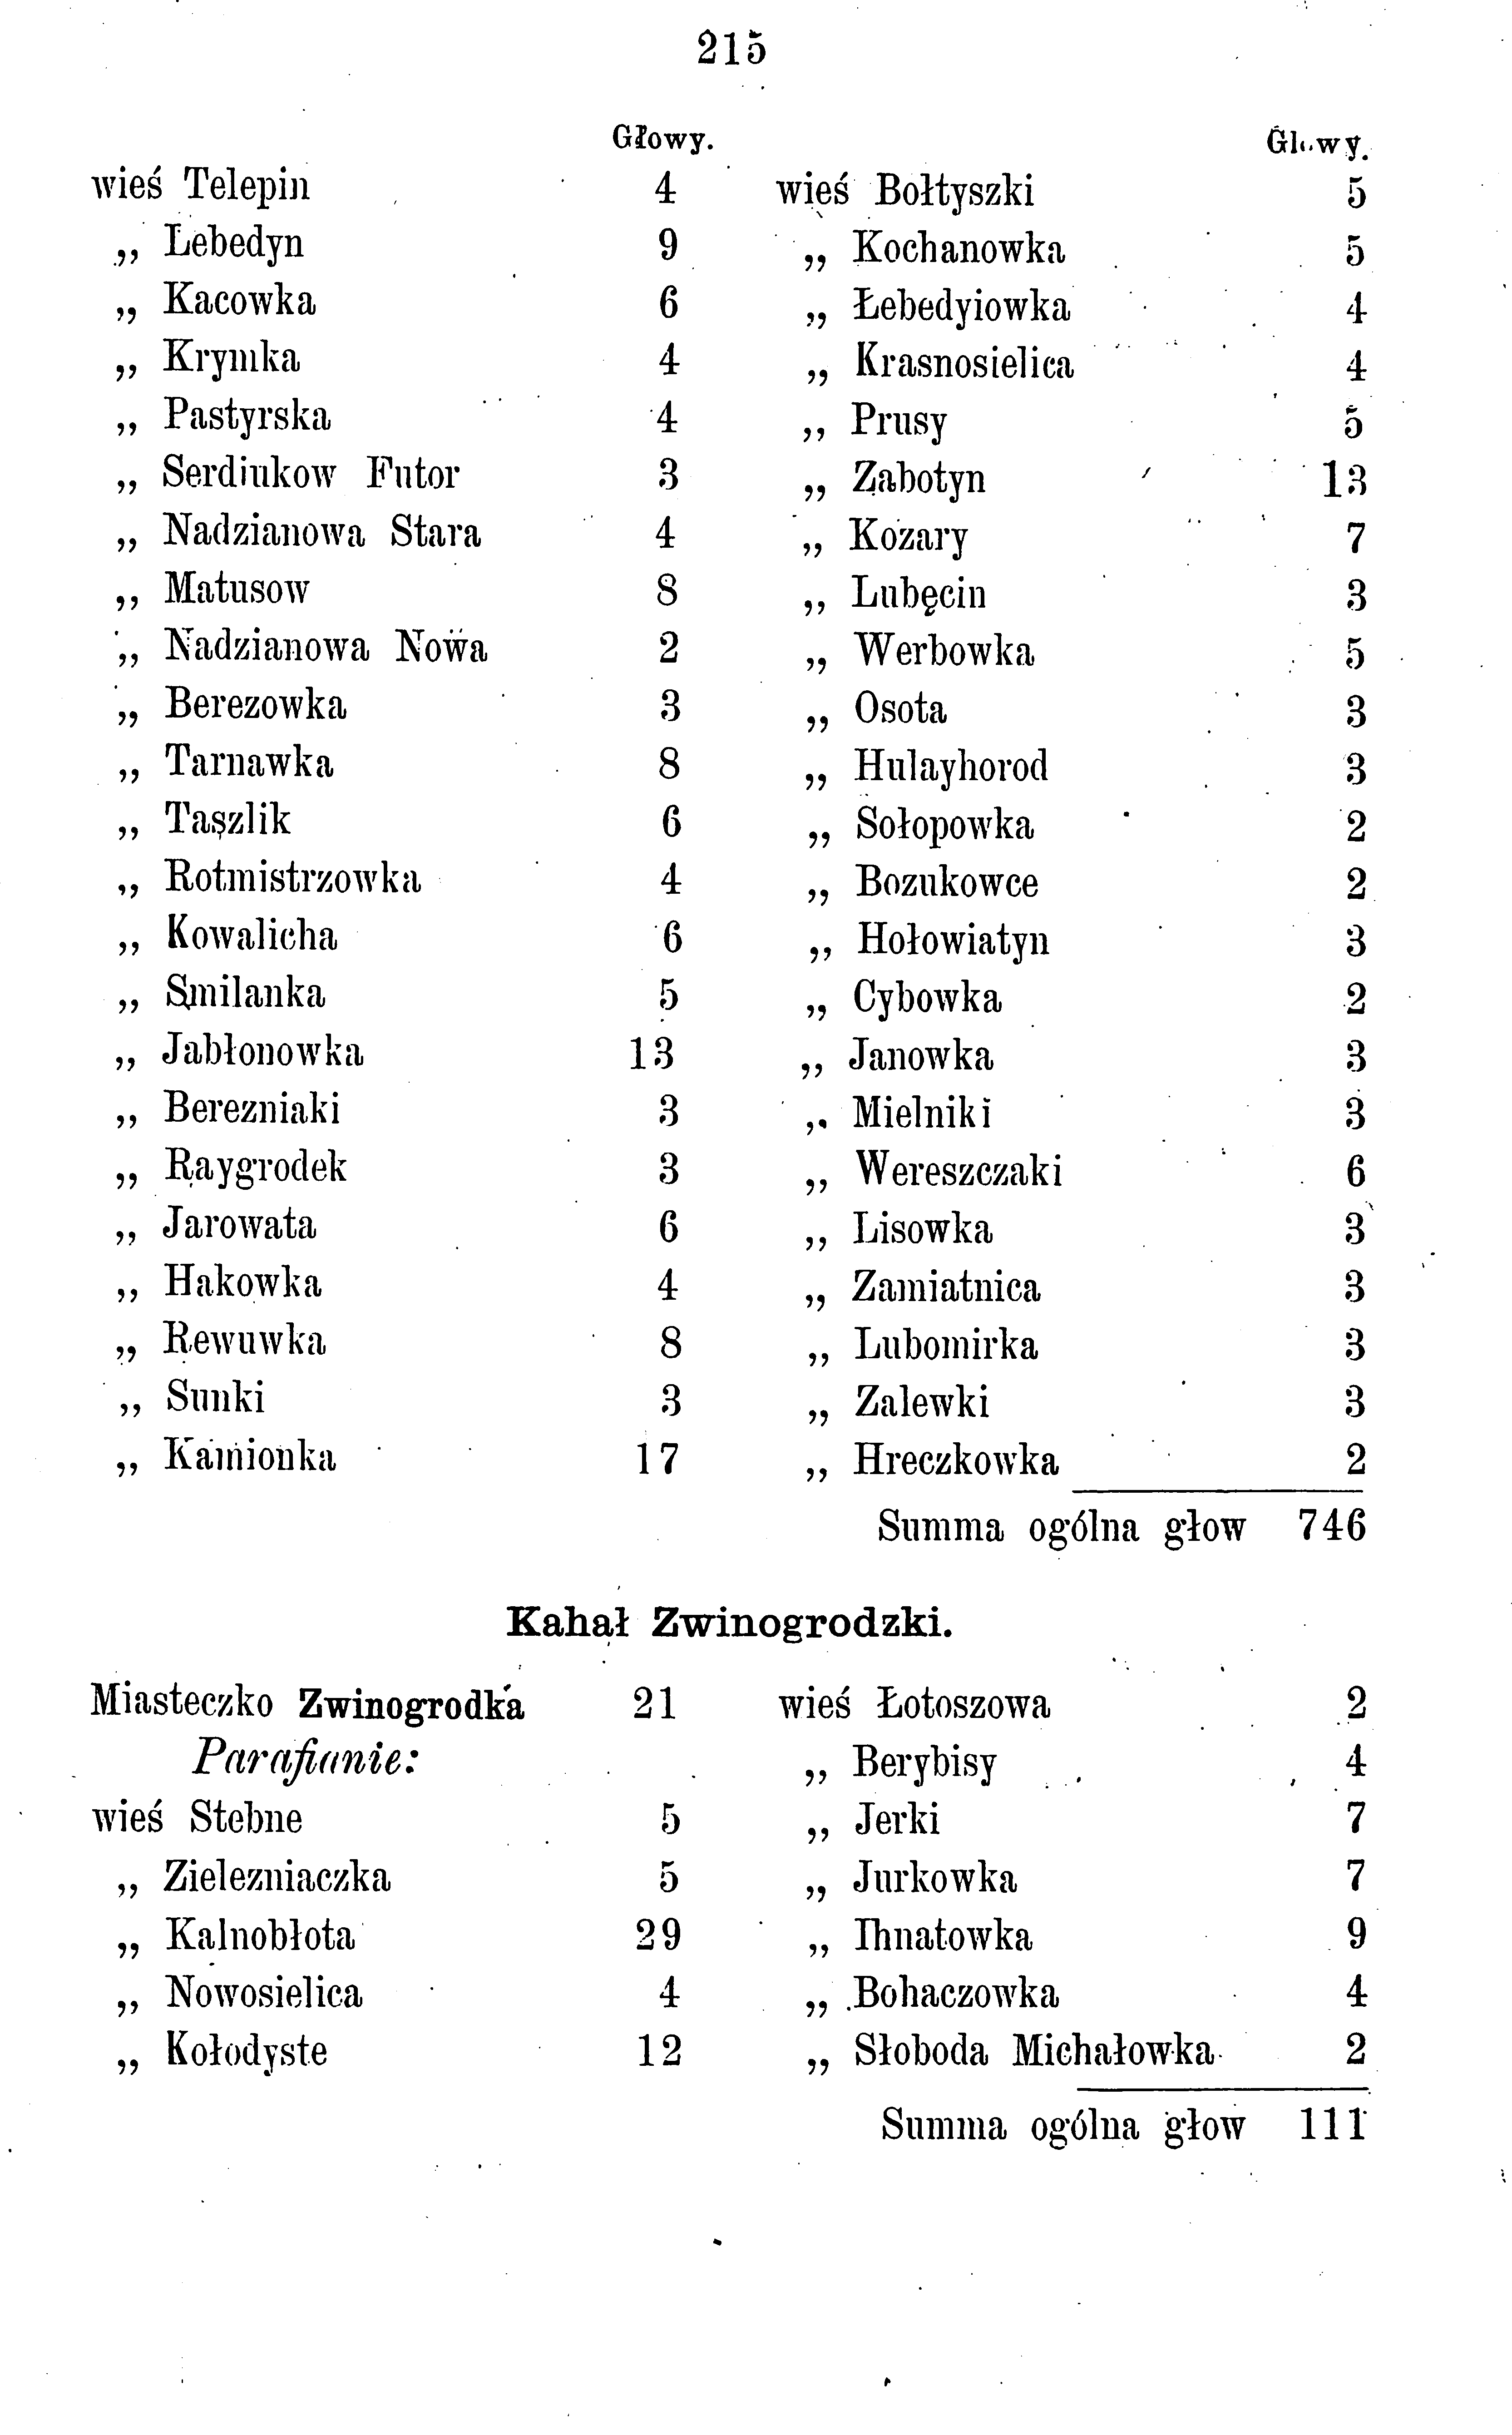 215
Głowy.
wieś Telepin 4
„ Lebedyn 9
„ Kacowka 6
„ Krymka 4
„ Pastyrska 4
„ Serdiukow Futor 3
„ Nadzianowa Stara 4
„ Matusow 8
„ Nadzianowa Nowa 2
„ Berezowka 3
„ Tarnawka 8
„ Taszlik 6
„ Rotmistrzowka 4
„ Kowalicha 6
„ Smilanka 5
„ Jabłonowka 13
„ Berezniaki 3
„ Raygrodek 3
„ Jarowata 6
„ Hakowka 4
„ Rewuwka 8
„ Sunki 3
„ Kamionka 17
Głowy.
wieś Bołtyszki 5
„ Kochanowka 5
„ Łebedyiowka 4
„ Krasnosielica 4
„ Prusy 5
„ Zabotyn 13
„ Kozary 7
„ Lubęcin 3
„ Werbowka 5
„ Osota 3
„ Hulayhorod 3
„ Sołopowka 2
„ Bozukowce 2
„ Hołowiatyn 3
„ Cybowka 2
„ Janowka 3
„ Mielniki 3
„ Wereszczaki 6
„ Lisowka 3
„ Zamiatnica 3
„ Lubomirka 3
„ Zalewki 3
„ Hreczkowka 2
Summa ogólna głow 746
Kahał Zwinogrodzki.
Miasteczko Zwinogrodka 21
Parafianie:
wieś Stebne 5
„ Zielezniaczka 5
„ Kalnobłota 29
„ Nowosielica 4
„ Kołodyste 12
wieś Łotoszowa 2
„ Berybisy 4
„ Jerki 7
„ Jurkowka 7
„ Ihnatowka 9
„ Bohaczowka 4
„ Słoboda Michałowka 2
Summa ogólna głow 111